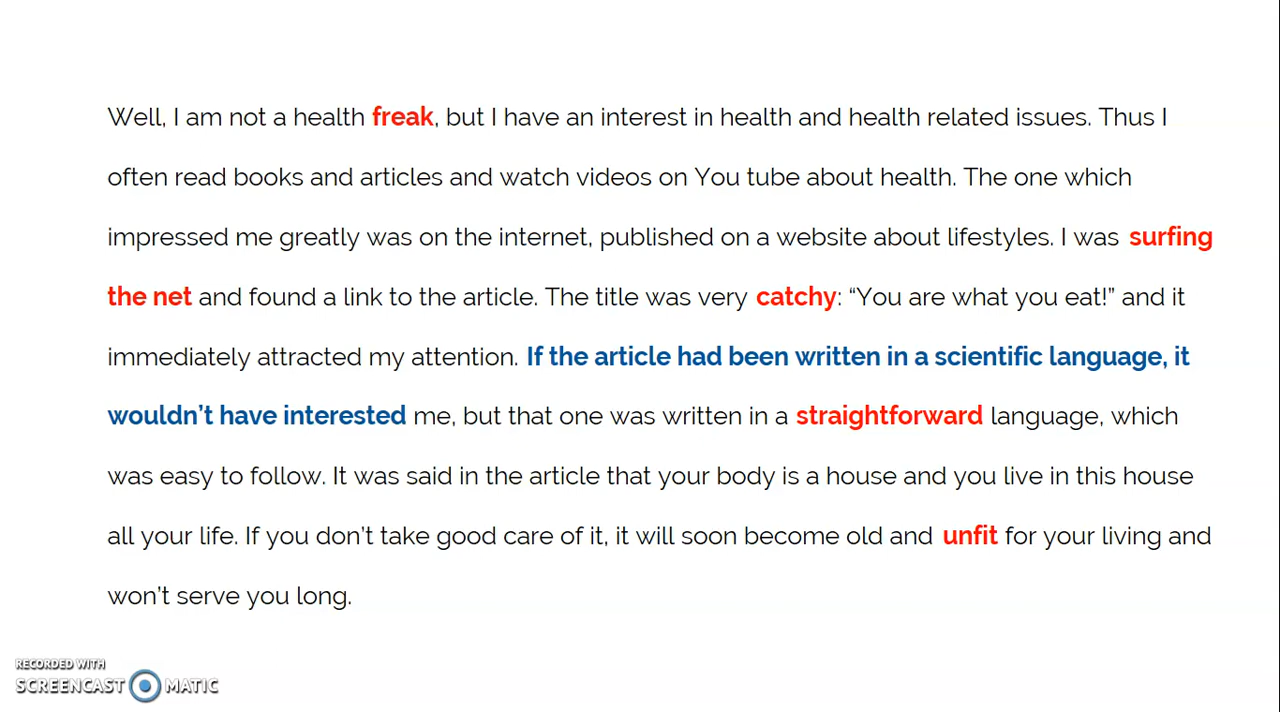 Well, I am not a health freak, but I have an interest in health and health related issues. Thus I
often read books and articles and watch videos on You tube about health. The one which
impressed me greatly was on the internet, published on a website about lifestyles. I was surfing
the net and found a link to the article. The title was very catchy: “You are what you eat!” and it
immediately attracted my attention. If the article had been written in a scientific language, it
wouldn’t have interested me, but that one was written in a straightforward language, which
was easy to follow. It was said in the article that your body is a house and you live in this house
all your life. If you don’t take good care of it, it will soon become old and unfit for your living and
won’t serve you long.
RECORDED WITH
SCREENCAST MATIC